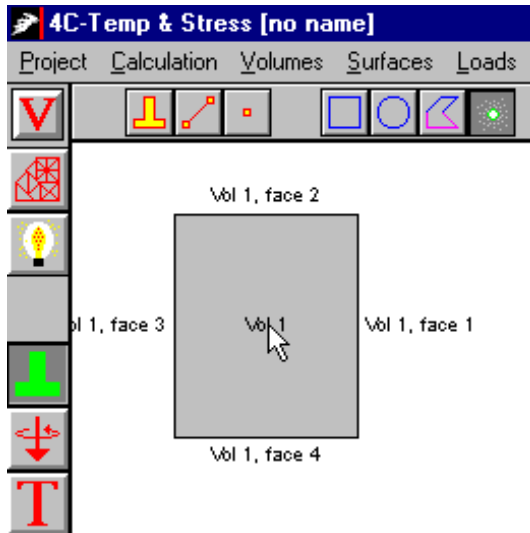 4C-Temp & Stress [no name]
Project Calculation Volumes Surfaces Loads
V
Vol 1, face 2
ol 1, face 3 Vol 1 Vol 1, face 1
Vol 1, face 4
T